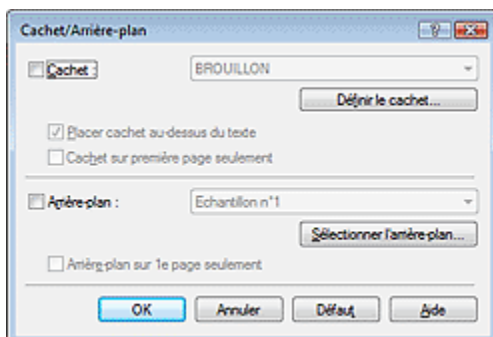 Cachet/Arrière-plan
Cachet : BROUILLON
Définir le cachet...
Placer cachet au-dessus du texte
Cachet sur première page seulement
Arrière-plan : Echantillon n°1
Sélectionner l'arrière-plan...
Arrière-plan sur 1e page seulement
OK Annuler Défaut Aide